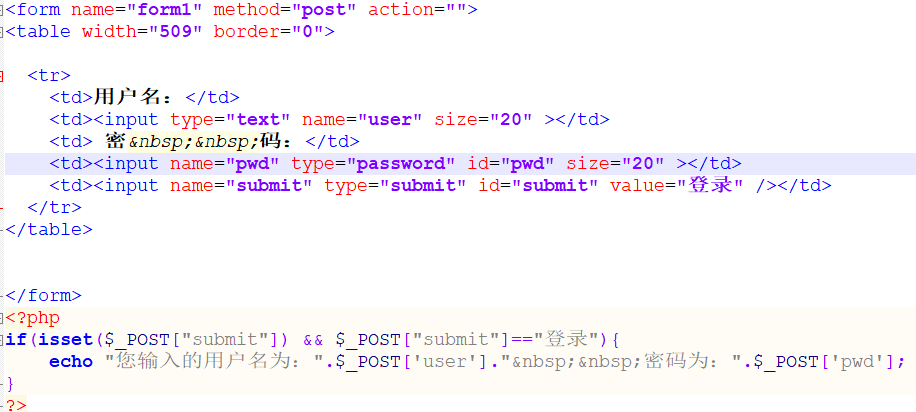 <form name="form1" method="post" action="">
<table width="509" border="0">
<tr>
<td>用户名：</td>
<td><input type="text" name="user" size="20" ></td>
<td> 密&nbsp;&nbsp;码：</td>
<td><input name="pwd" type="password" id="pwd" size="20" ></td>
<td><input name="submit" type="submit" id="submit" value="登录" /></td>
</tr>
</table>
</form>
<?php
if(isset($_POST["submit"]) && $_POST["submit"]=="登录"){
echo "您输入的用户名为：".$_POST['user']."&nbsp;&nbsp;密码为：".$_POST['pwd'];
}
?>